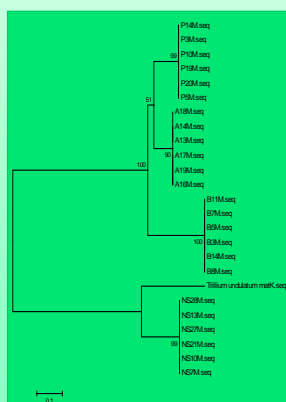 P14M.seq
P3M.seq
P10M.seq
99
P19M.seq
P20M.seq
P5M.seq
51
A18M.seq
A14M.seq
A13M.seq
90
A17M.seq
A19M.seq
A16M.seq
100
B11M.seq
B7M.seq
B5M.seq
100
B3M.seq
B14M.seq
B8M.seq
Trillium undulatum matK.seq
NS28M.seq
NS13M.seq
NS27M.seq
99
NS21M.seq
NS10M.seq
NS7M.seq
0.1